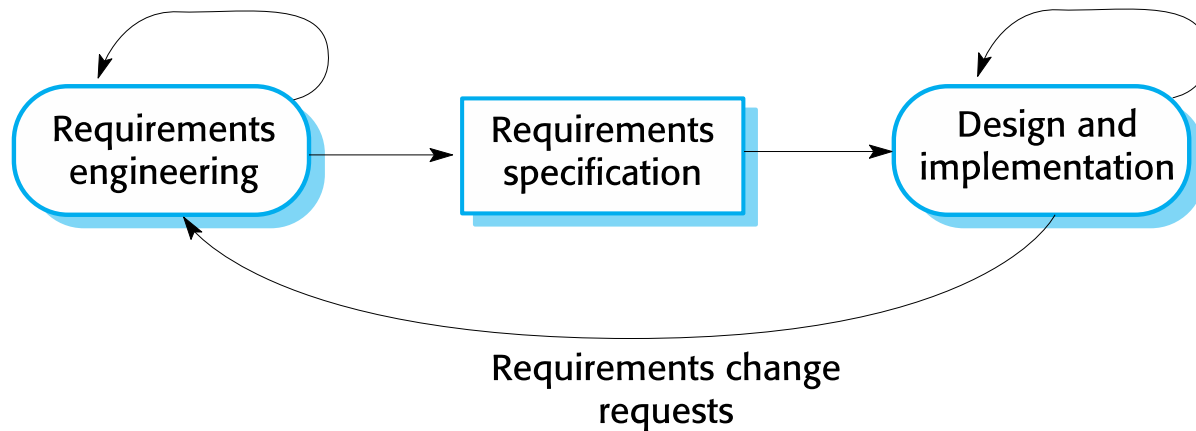 Requirements
engineering
Requirements
specification
Design and
implementation
Requirements change
requests